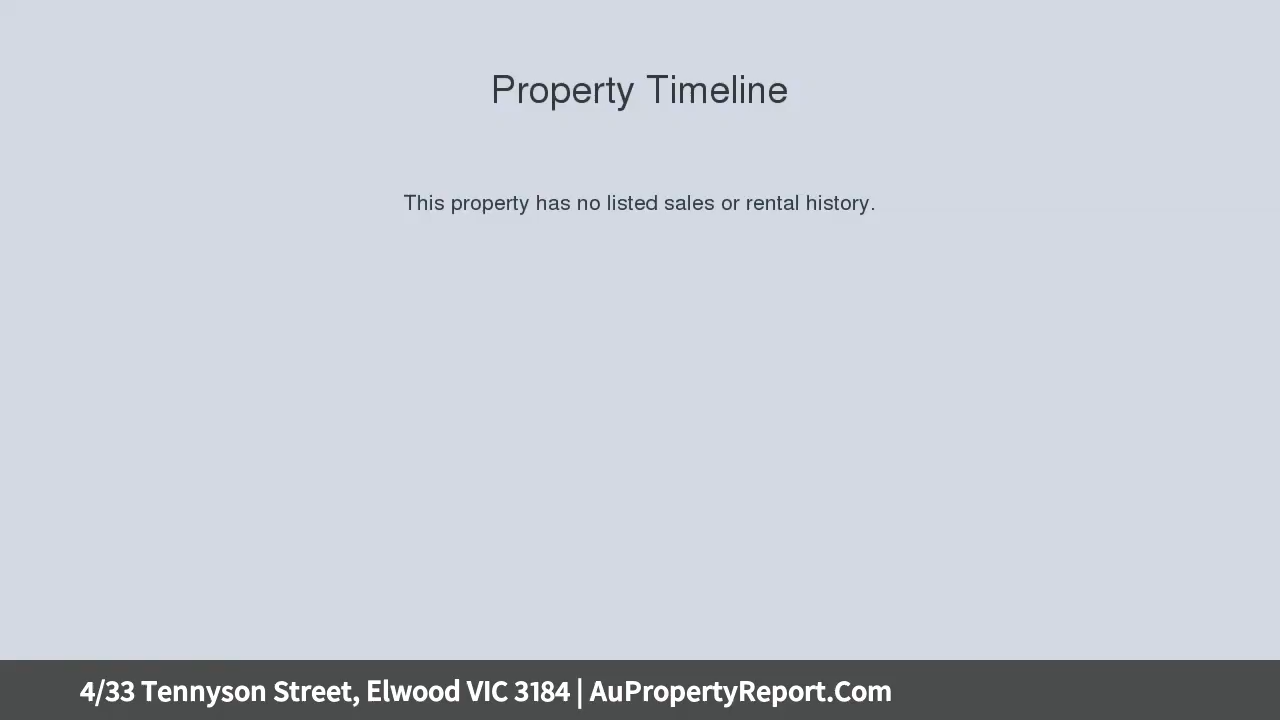 Property Timeline
This property has no listed sales or rental history.
4/33 Tennyson Street, Elwood VIC 3184 | AuPropertyReport.Com